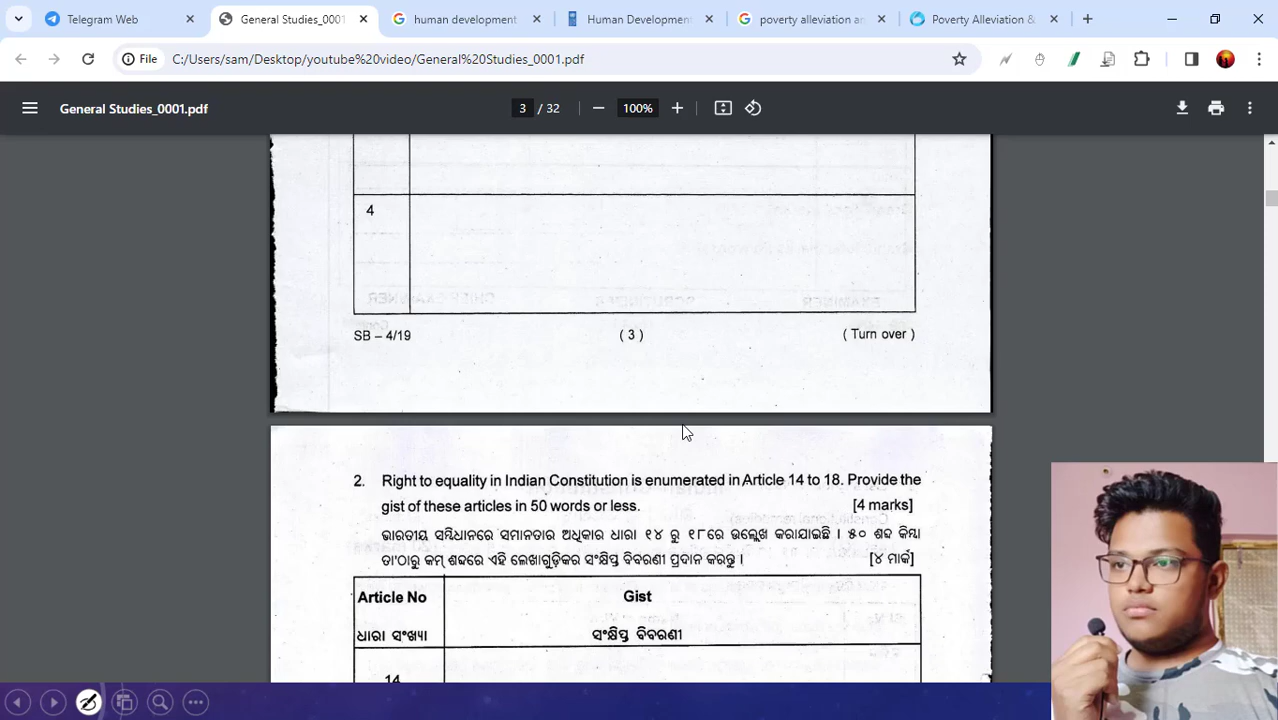 Telegram Web
General Studies_0001
human development
Human Developmen
poverty alleviation a
Poverty Alleviation &
File
C:/Users/sam/Desktop/youtube%20video/General%20Studies_0001.pdf
General Studies_0001.pdf
3 / 32
100%
4
SB – 4/19
( 3 )
( Turn over )
2. Right to equality in Indian Constitution is enumerated in Article 14 to 18. Provide the
gist of these articles in 50 words or less. [4 marks]
ଭାରତୀୟ ସମ୍ବିଧାନରେ ସମାନତାର ଅଧିକାର ଧାରା ୧୪ ରୁ ୧୮ରେ ଉଲ୍ଲେଖ କରାଯାଇଛି । ୫୦ ଶବ୍ଦ କିମ୍ବା
ତା'ଠାରୁ କମ୍ ଶବ୍ଦରେ ଏହି ଲେଖାଗୁଡ଼ିକର ସଂକ୍ଷିପ୍ତ ବିବରଣୀ ପ୍ରଦାନ କରନ୍ତୁ । [୪ ମାର୍କ]
Article No
Gist
ଧାରା ସଂଖ୍ୟା
ସଂକ୍ଷିପ୍ତ ବିବରଣୀ
14